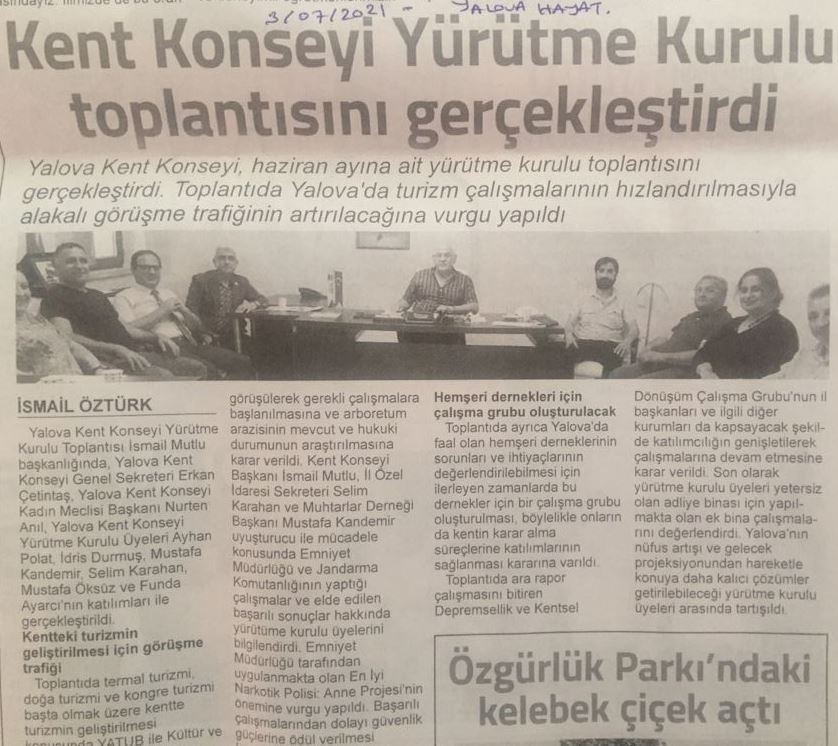 3/07/2021 - YALOVA HAYAT.
Kent Konseyi Yürütme Kurulu
toplantısını gerçekleştirdi
Yalova Kent Konseyi, haziran ayına ait yürütme kurulu toplantısını
gerçekleştirdi. Toplantıda Yalova'da turizm çalışmalarının hızlandırılmasıyla
alakalı görüşme trafiğinin artırılacağına vurgu yapıldı
İSMAİL ÖZTÜRK
Yalova Kent Konseyi Yürütme
Kurulu Toplantısı İsmail Mutlu
başkanlığında, Yalova Kent
Konseyi Genel Sekreteri Erkan
Çetintaş, Yalova Kent Konseyi
Kadın Meclisi Başkanı Nurten
Anıl, Yalova Kent Konseyi
Yürütme Kurulu Üyeleri Ayhan
Polat, İdris Durmuş, Mustafa
Kandemir, Selim Karahan,
Mustafa Öksüz ve Funda
Ayarcı'nın katılımları ile
gerçekleştirildi.
Kentteki turizmin
geliştirilmesi için görüşme
trafiği
Toplantıda termal turizmi,
doğa turizmi ve kongre turizmi
başta olmak üzere kentte
turizmin geliştirilmesi
konusunda YATUB ile Kültür ve
görüşülerek gerekli çalışmalara
başlanılmasına ve arboretum
arazisinin mevcut ve hukuki
durumunun araştırılmasına
karar verildi. Kent Konseyi
Başkanı İsmail Mutlu, İl Özel
İdaresi Sekreteri Selim
Karahan ve Muhtarlar Derneği
Başkanı Mustafa Kandemir
uyuşturucu ile mücadele
konusunda Emniyet
Müdürlüğü ve Jandarma
Komutanlığının yaptığı
çalışmalar ve elde edilen
başarılı sonuçlar hakkında
yürütüme kurulu üyelerini
bilgilendirdi. Emniyet
Müdürlüğü tarafından
uygulanmakta olan En İyi
Narkotik Polisi: Anne Projesi'nin
önemine vurgu yapıldı. Başarılı
çalışmalarından dolayı güvenlik
güçlerine ödül verilmesi
Hemşeri dernekleri için
çalışma grubu oluşturulacak
Toplantıda ayrıca Yalova'da
faal olan hemşeri derneklerinin
sorunları ve ihtiyaçlarının
değerlendirilebilmesi için
ilerleyen zamanlarda bu
dernekler için bir çalışma grubu
oluşturulması, böylelikle onların
da kentin karar alma
süreçlerine katılımlarının
sağlanması kararına varıldı.
Toplantıda ara rapor
çalışmasını bitiren
Depremsellik ve Kentsel
Dönüşüm Çalışma Grubu'nun il
başkanları ve ilgili diğer
kurumları da kapsayacak şekil-
de katılımcılığın genişletilerek
çalışmalarına devam etmesine
karar verildi. Son olarak
yürütme kurulu üyeleri yetersiz
olan adliye binası için yapıl-
makta olan ek bina çalışmala-
rını değerlendirdi. Yalova'nın
nüfus artışı ve gelecek
projeksiyonundan hareketle
konuya daha kalıcı çözümler
getirilebileceği yürütme kurulu
üyeleri arasında tartışıldı.
Özgürlük Parkı'ndaki
kelebek çiçek açtı